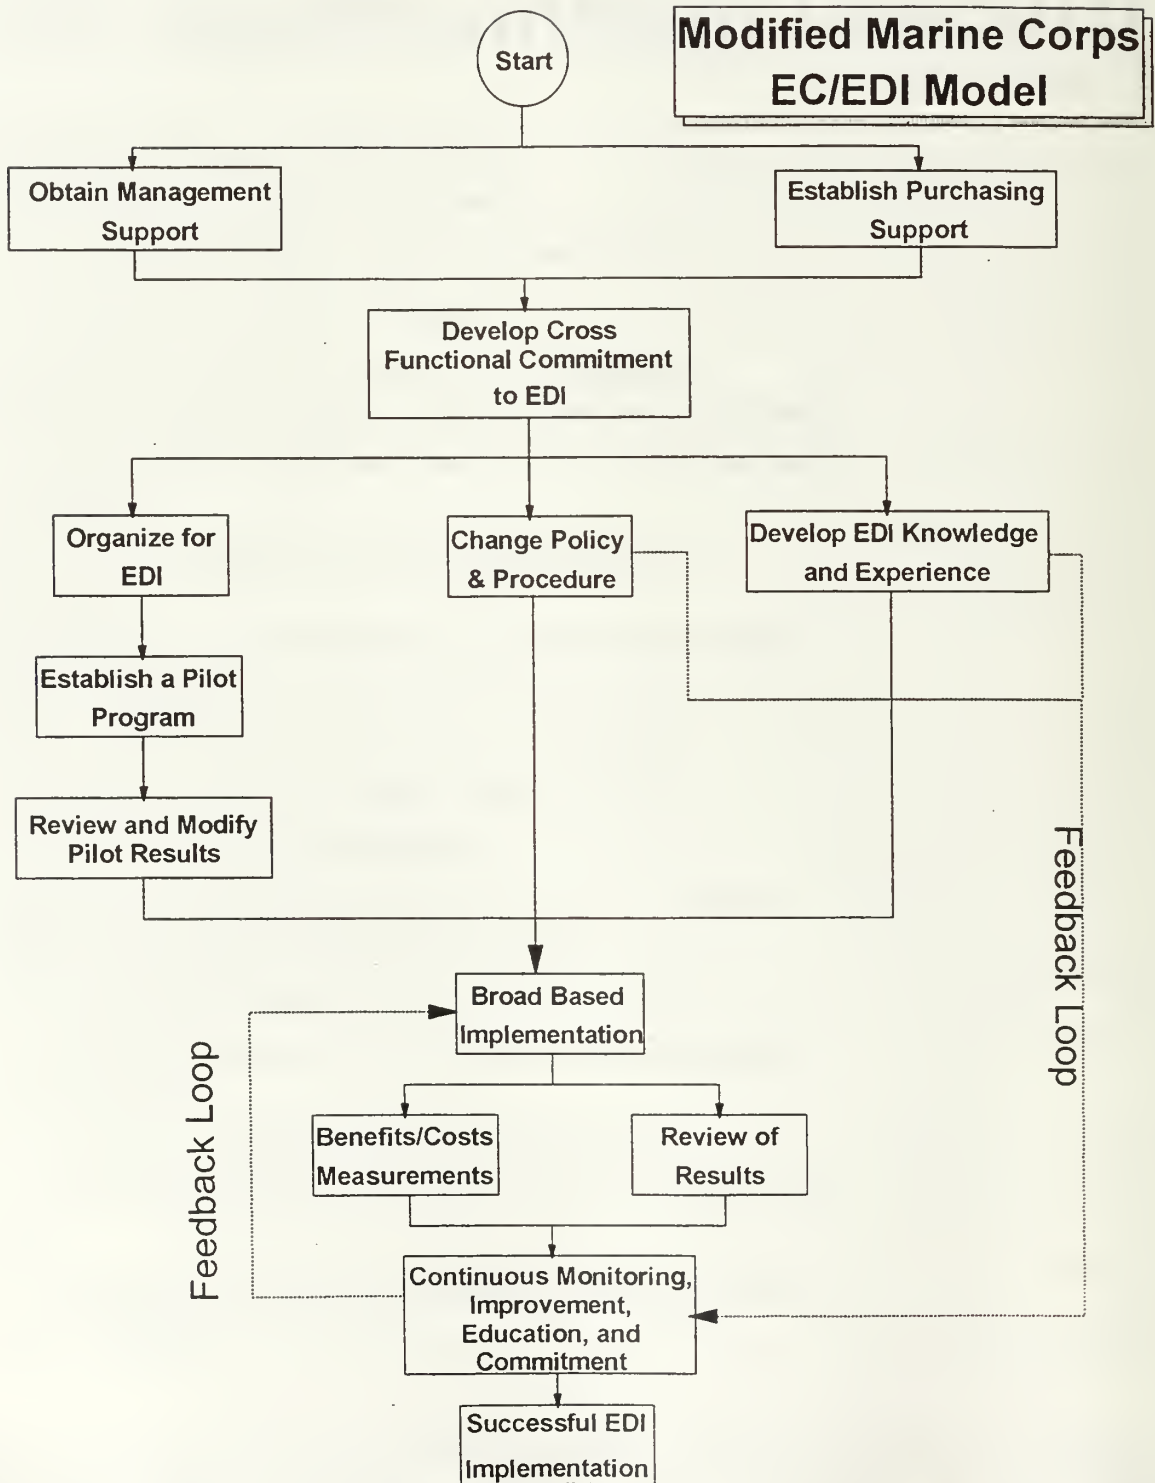 Start
Modified Marine Corps
EC/EDI Model
Obtain Management
Support
Establish Purchasing
Support
Develop Cross
Functional Commitment
to EDI
Organize for
EDI
Change Policy
& Procedure
Develop EDI Knowledge
and Experience
Establish a Pilot
Program
Review and Modify
Pilot Results
Feedback Loop
Broad Based
Implementation
Feedback Loop
Benefits/Costs
Measurements
Review of
Results
Continuous Monitoring,
Improvement,
Education, and
Commitment
Successful EDI
Implementation